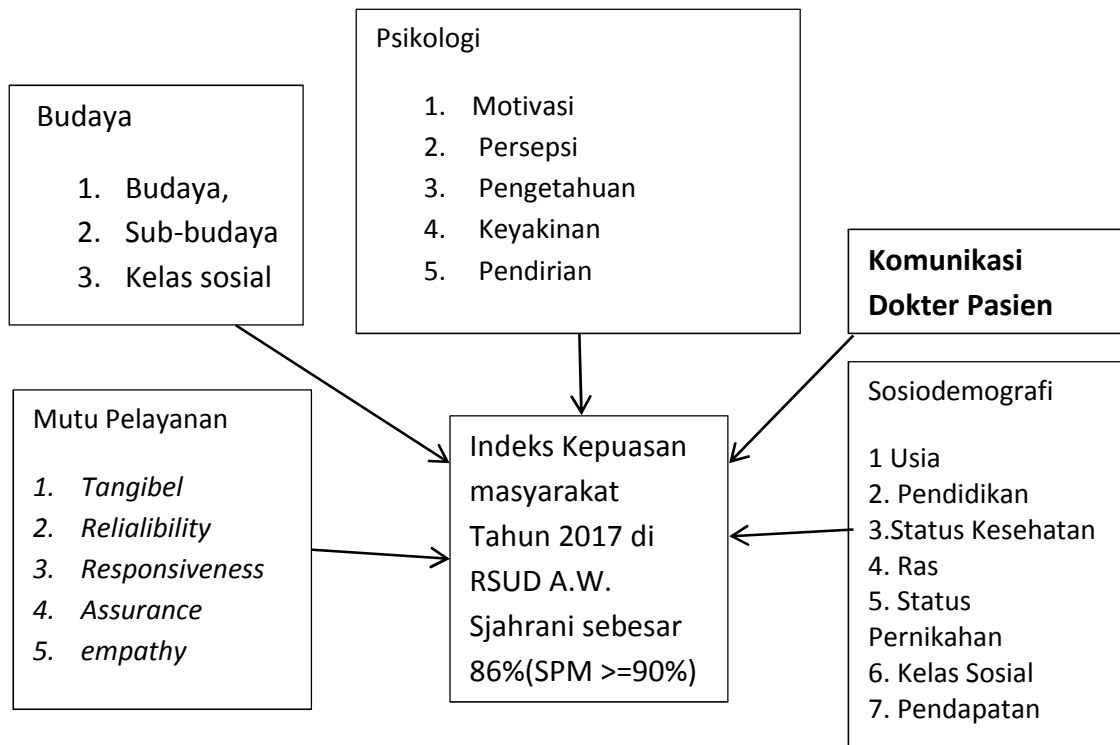 Psikologi
1. Motivasi
2. Persepsi
3. Pengetahuan
4. Keyakinan
5. Pendirian
Budaya
1. Budaya,
2. Sub-budaya
3. Kelas sosial
Komunikasi
Dokter Pasien
Mutu Pelayanan
1. Tangibel
2. Relialibility
3. Responsiveness
4. Assurance
5. empathy
Indeks Kepuasan
masyarakat
Tahun 2017 di
RSUD A.W.
Sjahrani sebesar
86%(SPM >=90%)
Sosiodemografi
1 Usia
2. Pendidikan
3.Status Kesehatan
4. Ras
5. Status
Pernikahan
6. Kelas Sosial
7. Pendapatan